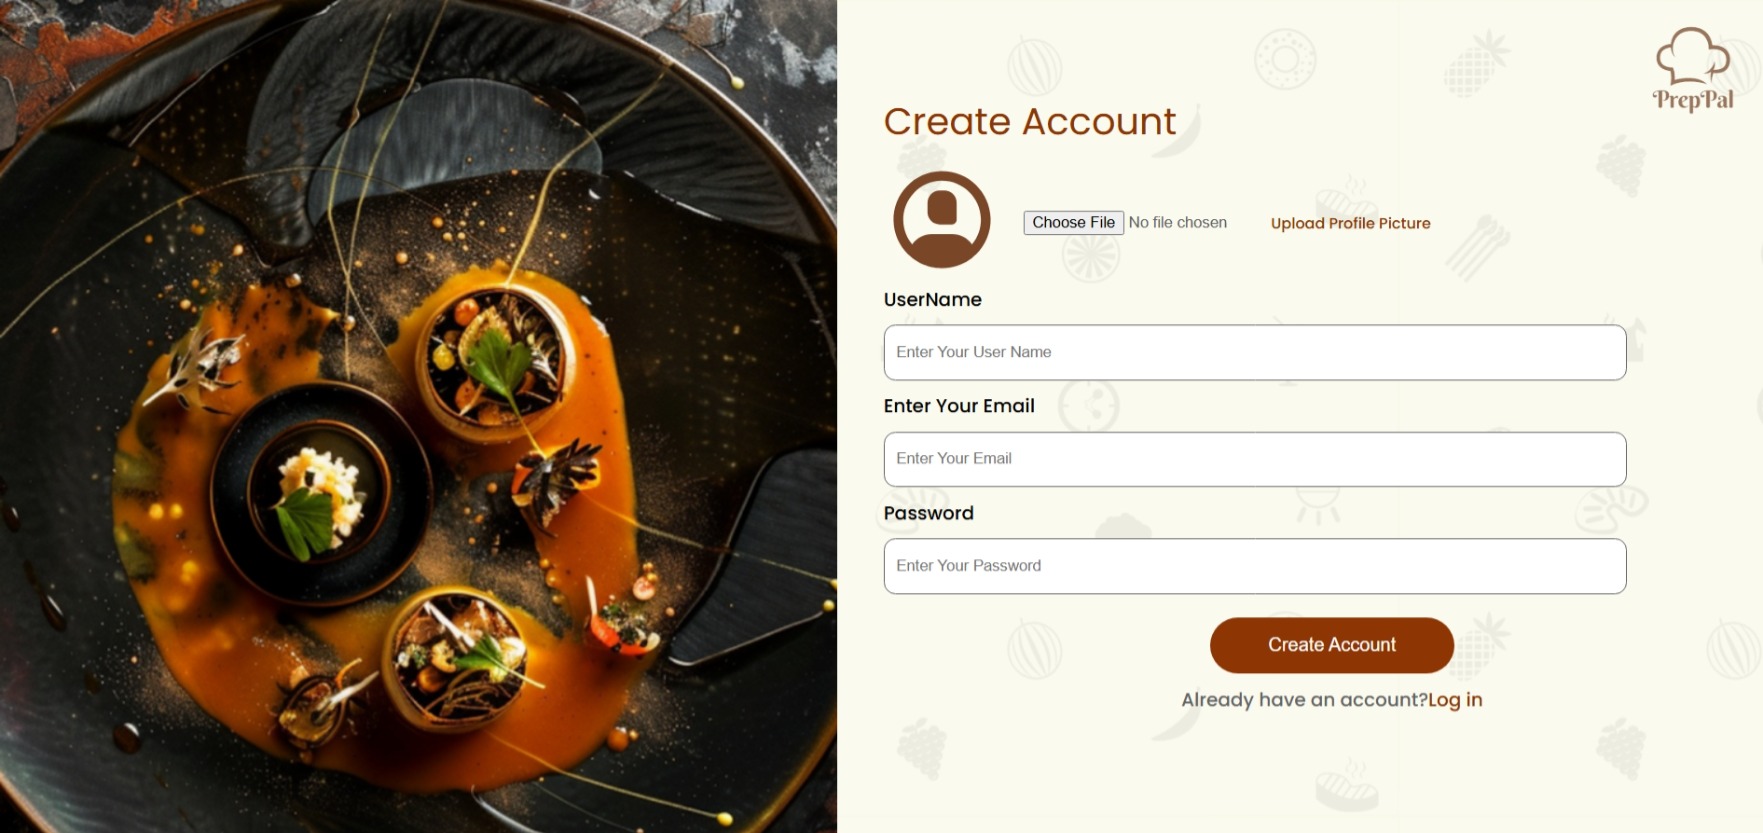 PrepPal
Create Account
Choose File No file chosen Upload Profile Picture
UserName
Enter Your User Name
Enter Your Email
Enter Your Email
Password
Enter Your Password
Create Account
Already have an account?Log in